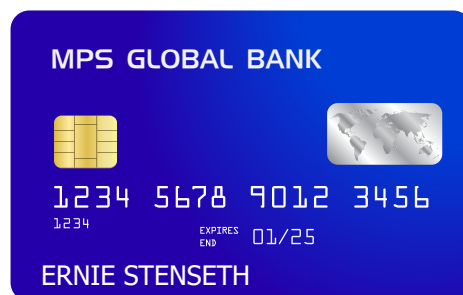 MPS GLOBAL BANK
1234 5678 9012 3456
1234
EXPIRES
END 01/25
ERNIE STENSETH